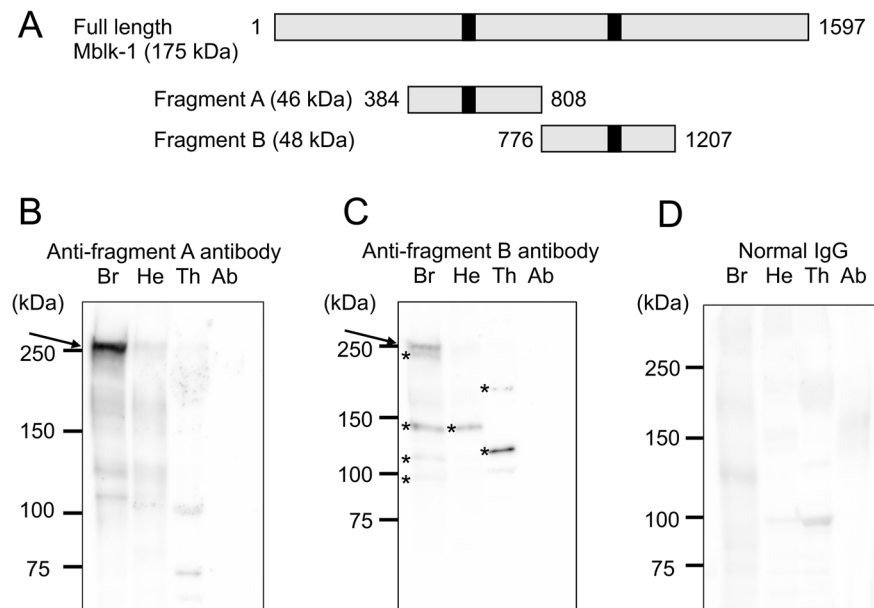 A
Full length 1 1597
Mblk-1 (175 kDa)
Fragment A (46 kDa) 384 808
Fragment B (48 kDa) 776 1207
B
Anti-fragment A antibody
Br He Th Ab
(kDa)
250
150
100
75
C
Anti-fragment B antibody
Br He Th Ab
(kDa)
250
*
*
150
* *
*
*
100
*
75
D
Normal IgG
Br He Th Ab
(kDa)
250
150
100
75